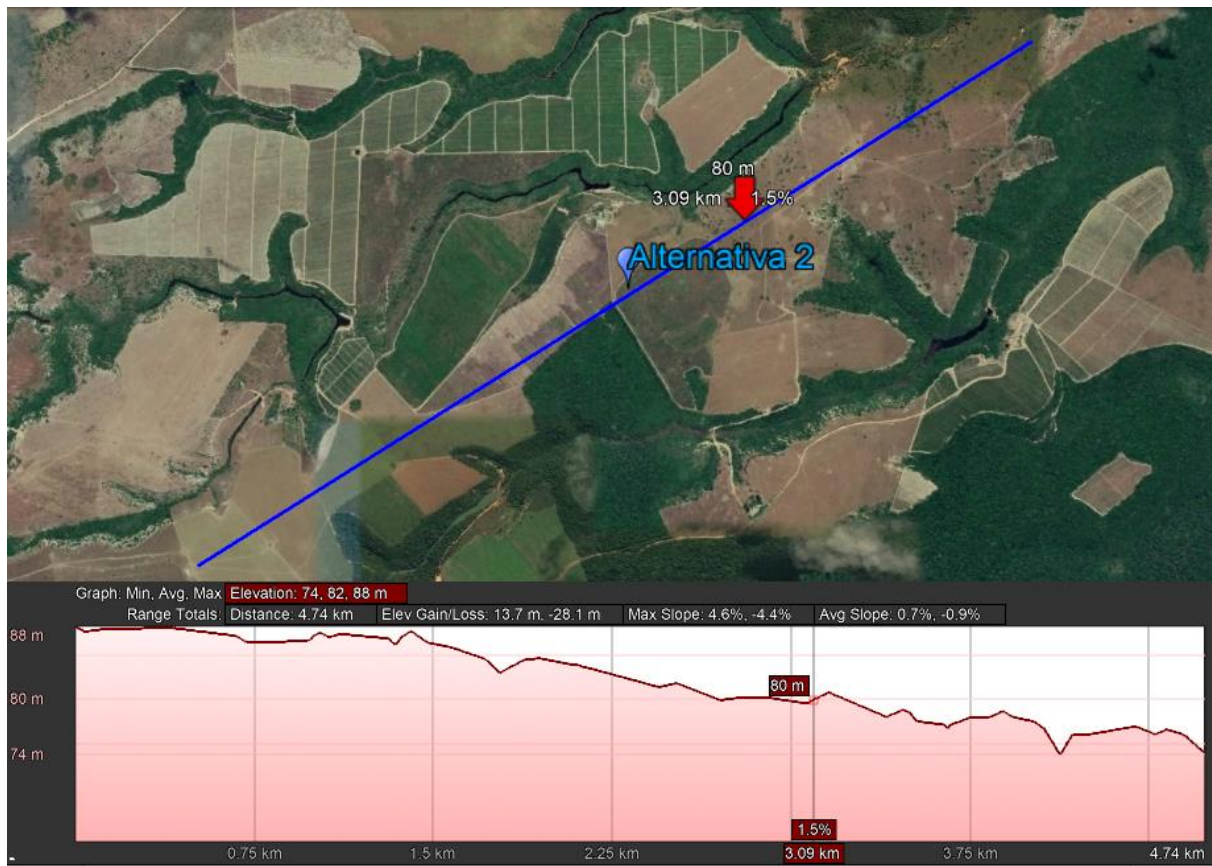 80 m
3.09 km 1.5%
Alternativa 2
Graph: Min, Avg, Max Elevation: 74, 82, 88 m
Range Totals: Distance: 4.74 km Elev Gain/Loss: 13.7 m, -28.1 m Max Slope: 4.6%, -4.4% Avg Slope: 0.7%, -0.9%
88 m
80 m
80 m
74 m
1.5%
0.75 km 1.5 km 2.25 km 3.09 km 3.75 km 4.74 km